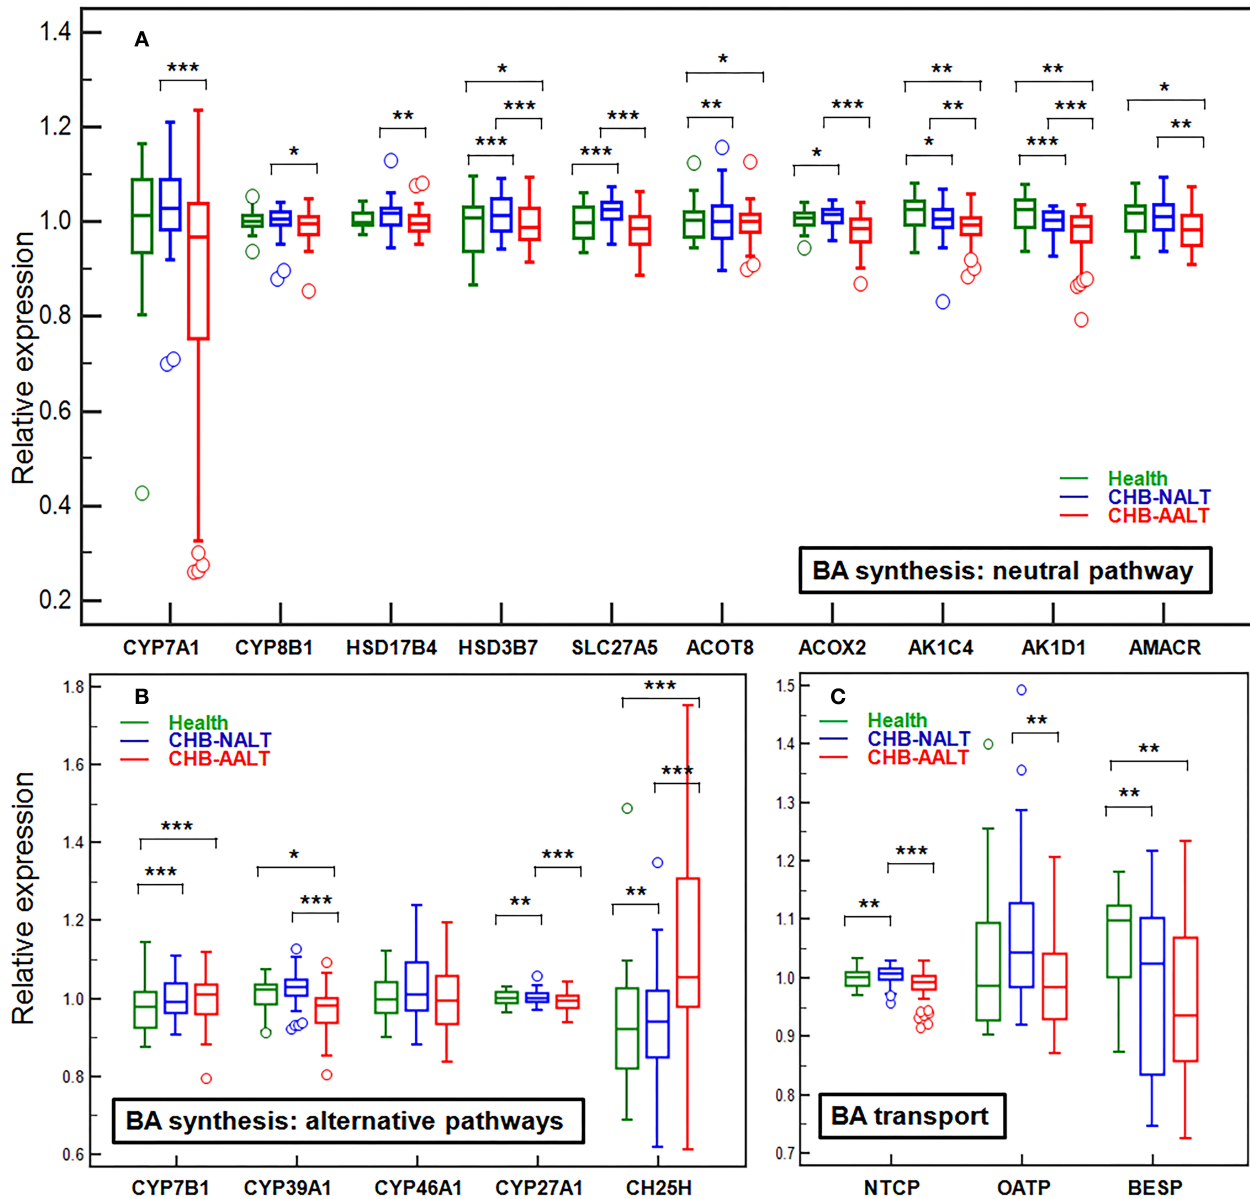 A
1.4
1.2
1.0
0.8
0.6
0.4
0.2
Relative expression
***
*
**
*
***
***
***
***
*
**
***
*
**
**
*
**
***
***
*
**
Health
CHB-NALT
CHB-AALT
BA synthesis: neutral pathway
CYP7A1 CYP8B1 HSD17B4 HSD3B7 SLC27A5 ACOT8 ACOX2 AK1C4 AK1D1 AMACR
B
1.8
1.6
1.4
1.2
1.0
0.8
0.6
Relative expression
Health
CHB-NALT
CHB-AALT
***
***
*
***
***
**
***
***
**
BA synthesis: alternative pathways
CYP7B1 CYP39A1 CYP46A1 CYP27A1 CH25H
C
1.5
1.4
1.3
1.2
1.1
1.0
0.9
0.8
0.7
Health
CHB-NALT
CHB-AALT
***
**
**
**
**
BA transport
NTCP OATP BESP